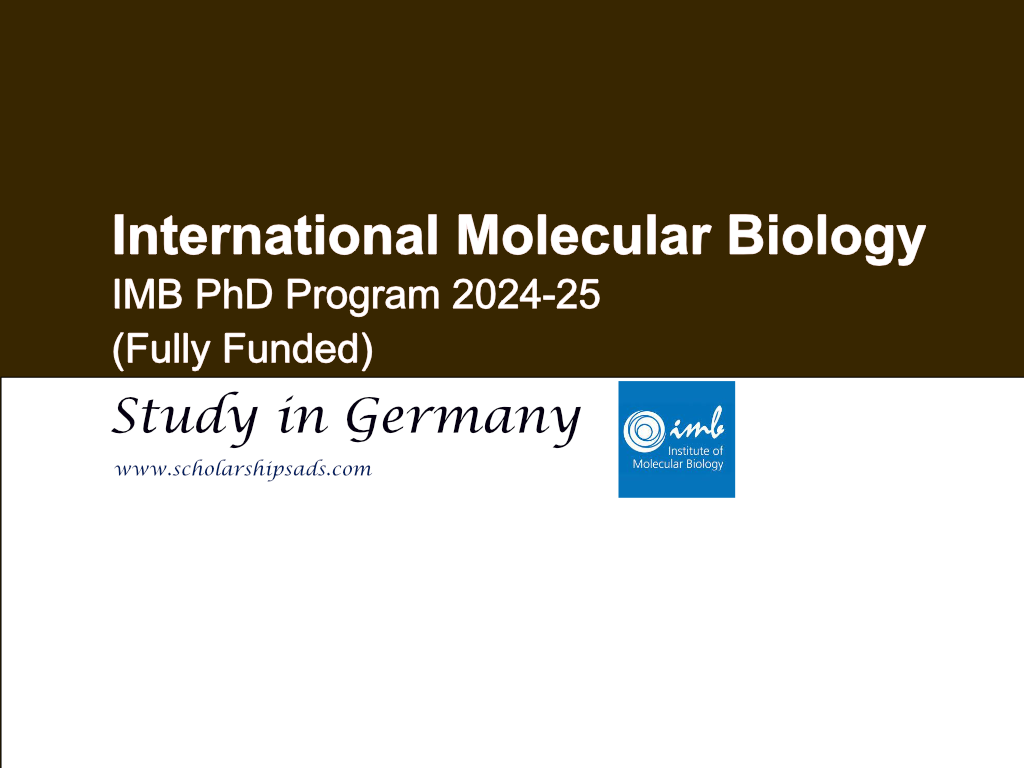 International Molecular Biology
IMB PhD Program 2024-25
(Fully Funded)
Study in Germany
www.scholarshipsads.com
imb
Institute of
Molecular Biology